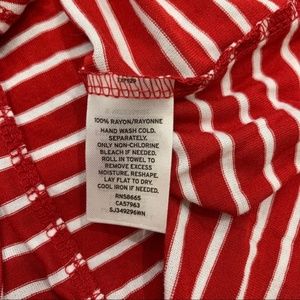 100% RAYON/RAYONNE
HAND WASH COLD.
SEPARATELY.
ONLY NON-CHLORINE
BLEACH IF NEEDED.
ROLL IN TOWEL TO
REMOVE EXCESS
MOISTURE. RESHAPE.
LAY FLAT TO DRY.
COOL IRON IF NEEDED.
RN58665
CA57963
SJ349296WN